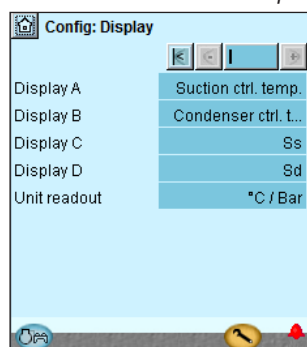 Config: Display
Display A Suction ctrl. temp.
Display B Condenser ctrl. t...
Display C Ss
Display D Sd
Unit readout °C / Bar